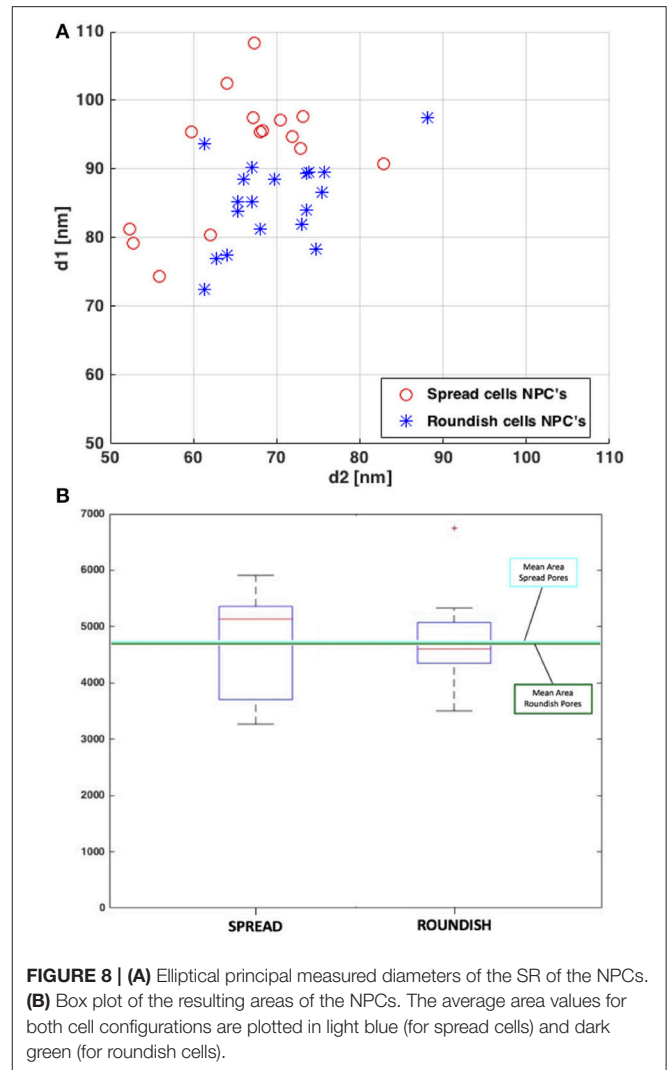 A
110
100
90
80
70
60
50
d1 [nm]
Spread cells NPC's
Roundish cells NPC's
50 60 70 80 90 100 110
d2 [nm]
B
7000
6000
5000
4000
3000
2000
1000
0
Mean Area
Spread Pores
Mean Area
Roundish Pores
SPREAD ROUNDISH
FIGURE 8 | (A) Elliptical principal measured diameters of the SR of the NPCs.
(B) Box plot of the resulting areas of the NPCs. The average area values for
both cell configurations are plotted in light blue (for spread cells) and dark
green (for roundish cells).